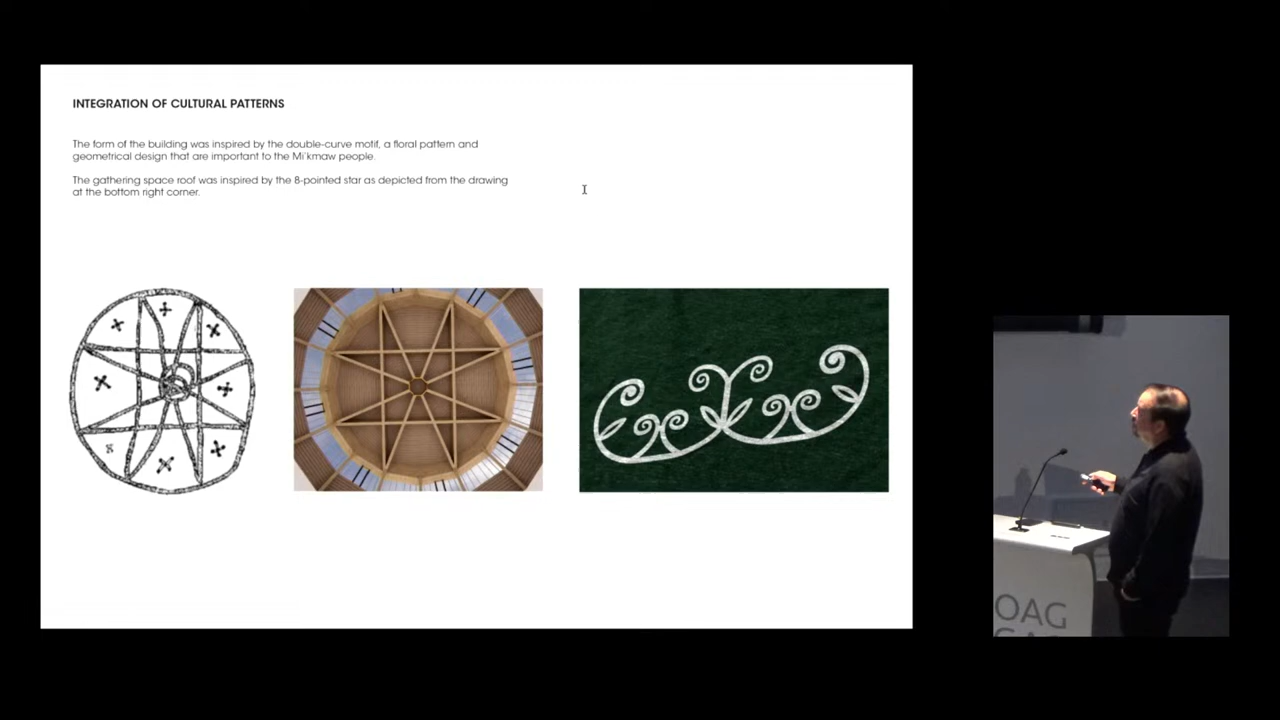 INTEGRATION OF CULTURAL PATTERNS
The form of the building was inspired by the double-curve motif, a floral pattern and
geometrical design that are important to the Mi'kmaw people.
The gathering space roof was inspired by the 8-pointed star as depicted from the drawing
at the bottom right corner.
OAG